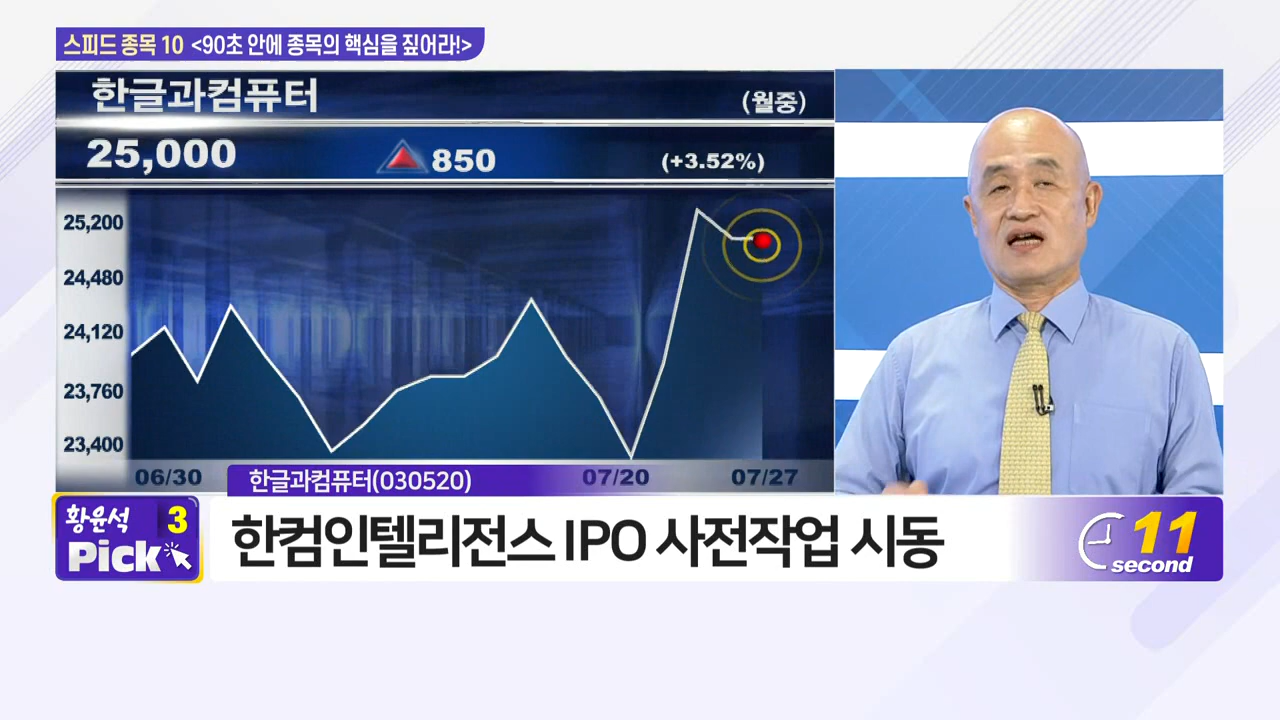 스피드 종목 10 <90초 안에 종목의 핵심을 짚어라!>
한글과컴퓨터 (월중)
25,000 850 (+3.52%)
25,200
24,480
24,120
23,760
23,400
06/30 07/20 07/27
한글과컴퓨터(030520)
황윤석 3
Pick
한컴인텔리전스 IPO 사전작업 시동
11
second